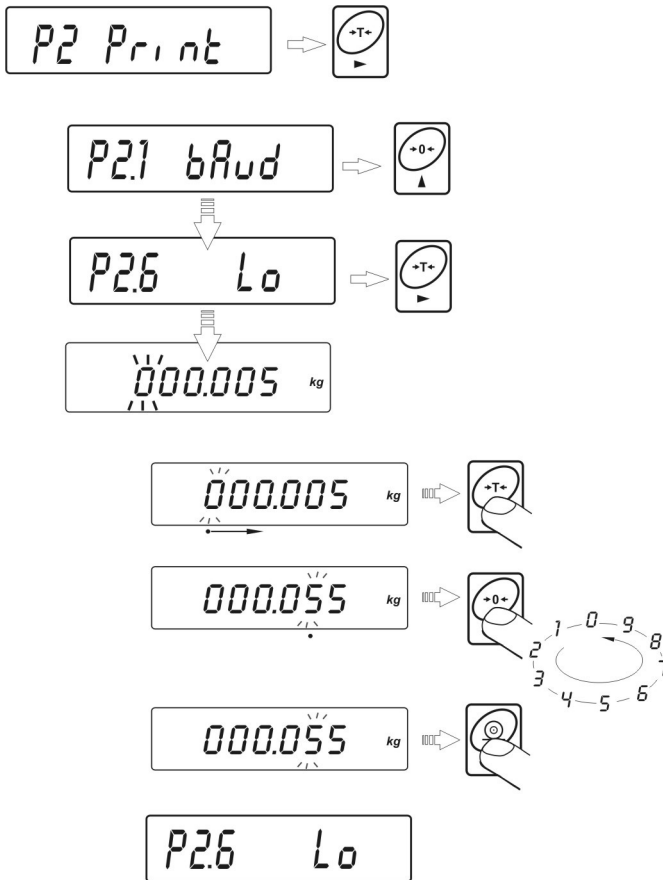 P2 Print →T←
P2.1 bAud →0←
P2.6 Lo →T←
000.005 kg
000.005 kg →T←
000.055 kg →0←
1 0 9 8 7 6 5 4 3 2
000.055 kg
P2.6 Lo